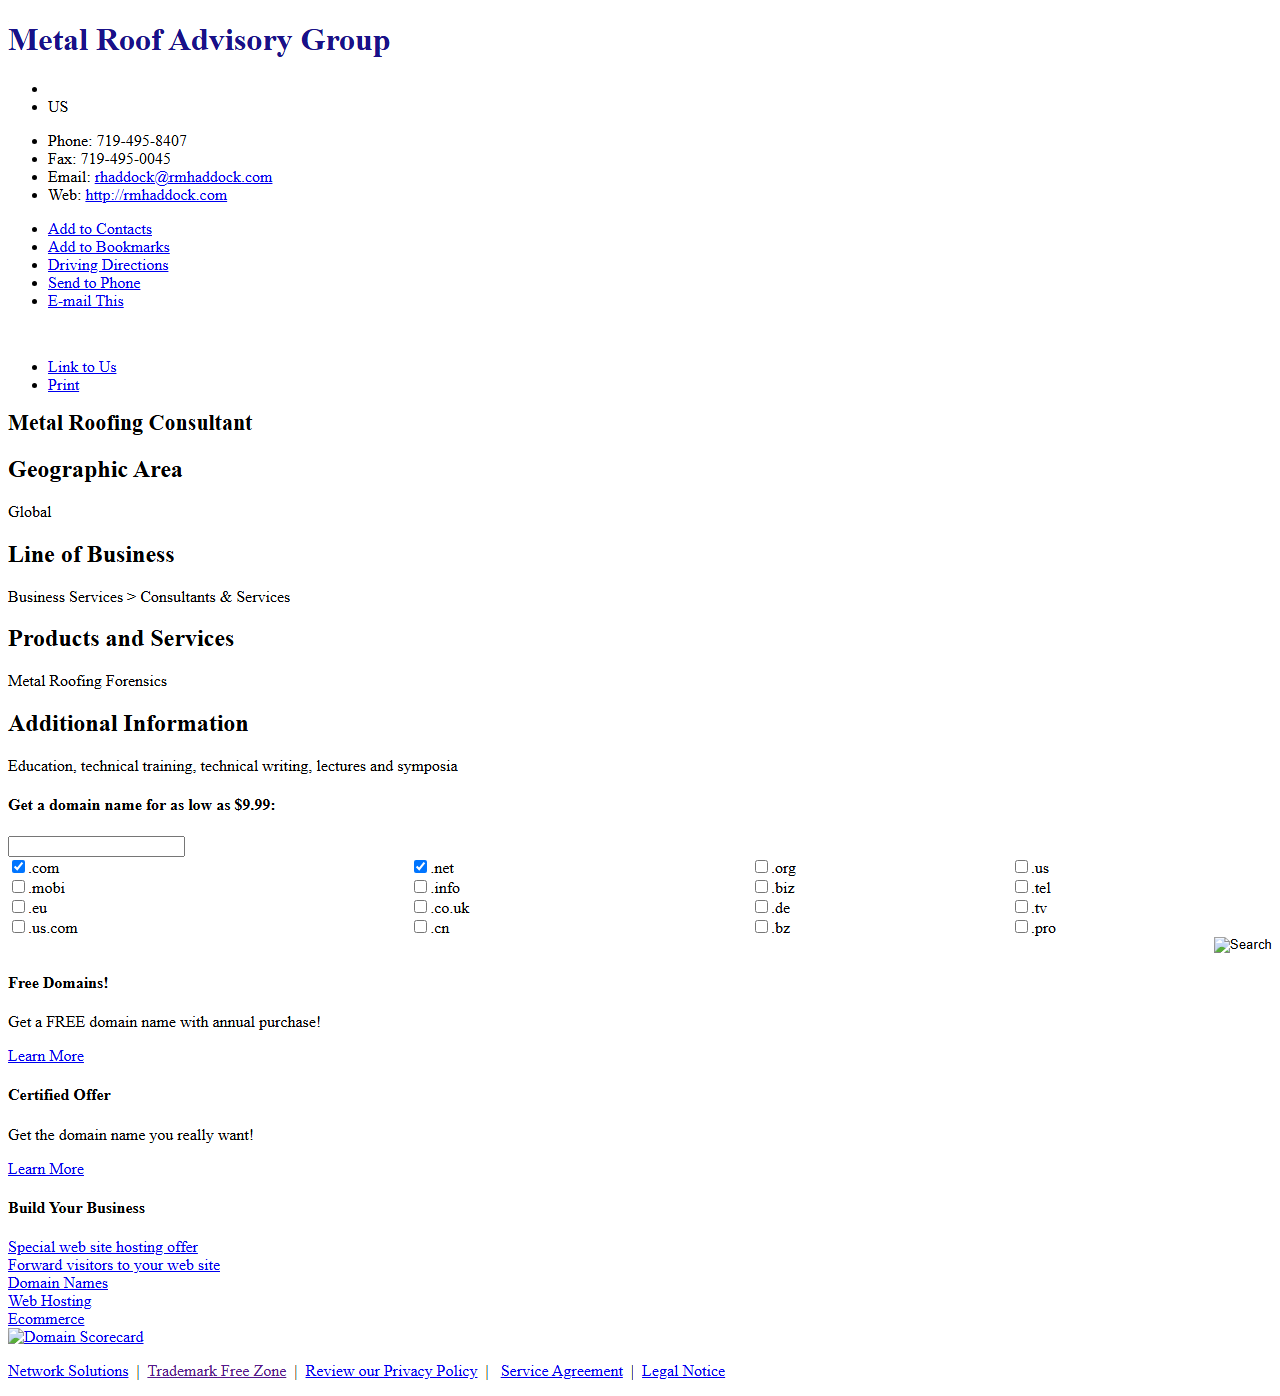 Metal Roof Advisory Group
US
Phone: 719-495-8407
Fax: 719-495-0045
Email: rhaddock@rmhaddock.com
Web: http://rmhaddock.com
Add to Contacts
Add to Bookmarks
Driving Directions
Send to Phone
E-mail This
Link to Us
Print
Metal Roofing Consultant
Geographic Area
Global
Line of Business
Business Services > Consultants & Services
Products and Services
Metal Roofing Forensics
Additional Information
Education, technical training, technical writing, lectures and symposia
Get a domain name for as low as $9.99:
.com .net .org .us
.mobi .info .biz .tel
.eu .co.uk .de .tv
.us.com .cn .bz .pro
Search
Free Domains!
Get a FREE domain name with annual purchase!
Learn More
Certified Offer
Get the domain name you really want!
Learn More
Build Your Business
Special web site hosting offer
Forward visitors to your web site
Domain Names
Web Hosting
Ecommerce
Domain Scorecard
Network Solutions | Trademark Free Zone | Review our Privacy Policy | Service Agreement | Legal Notice